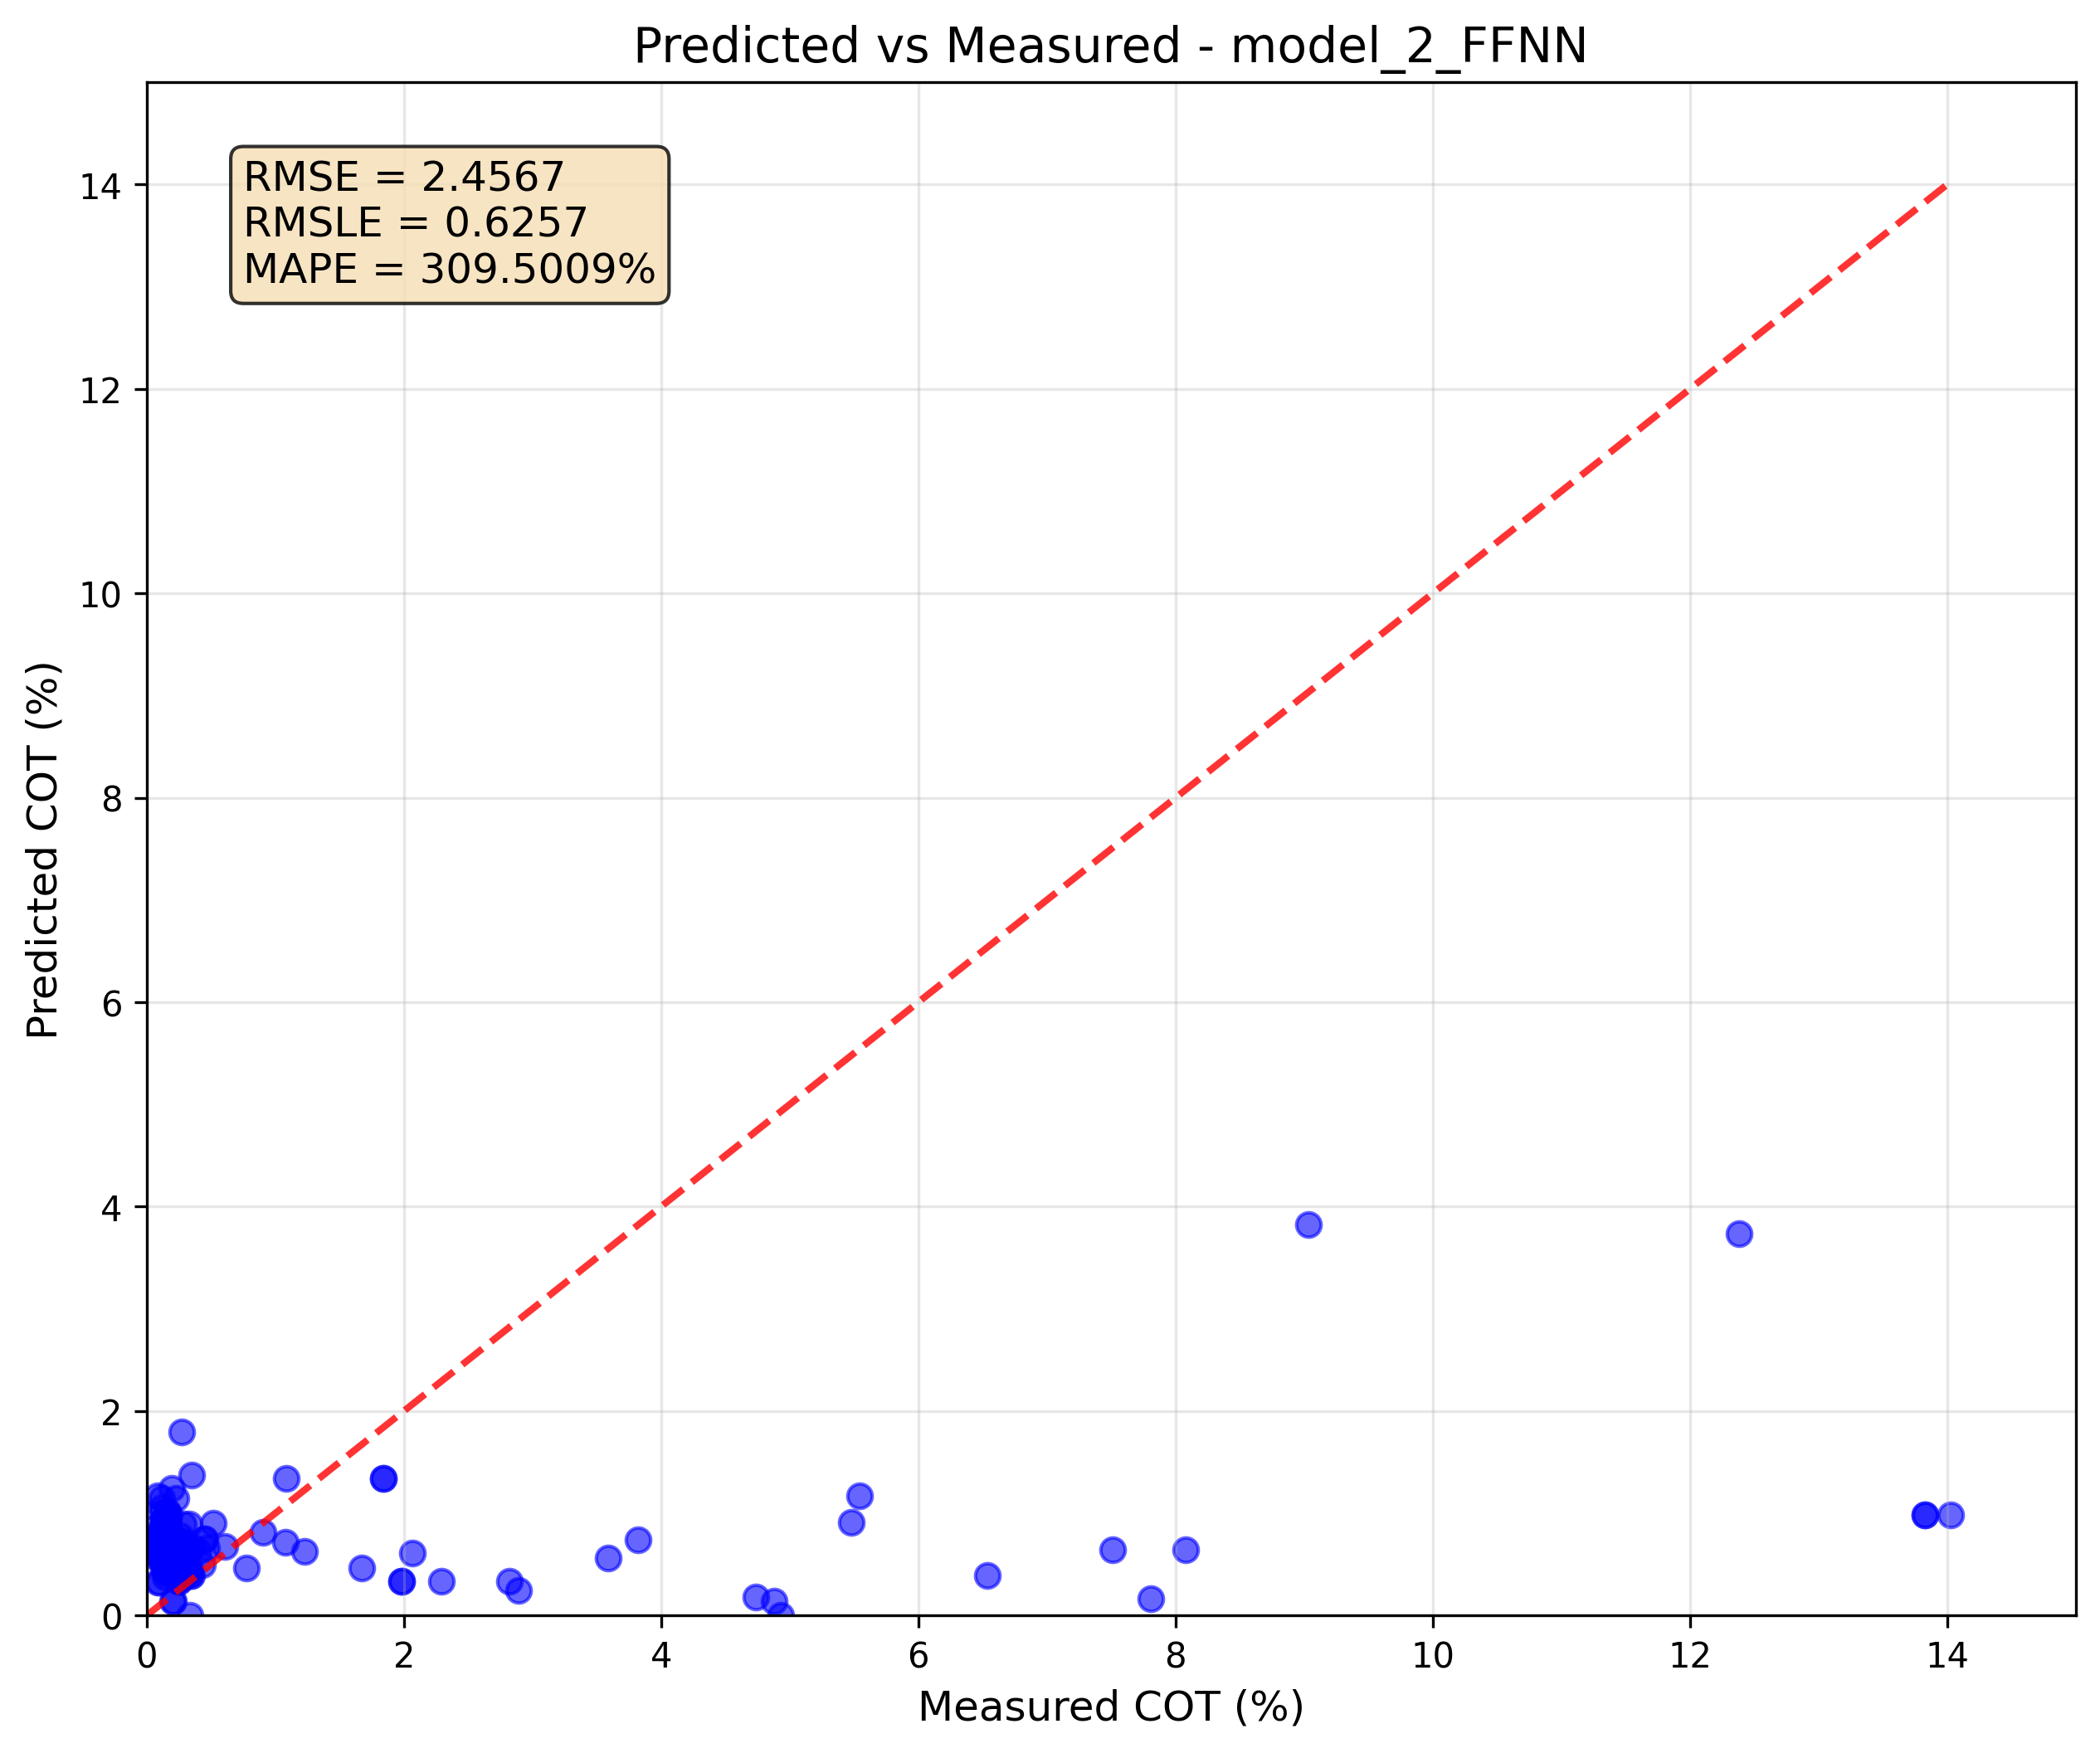 Predicted vs Measured - model_2_FFNN
RMSE = 2.4567
RMSLE = 0.6257
MAPE = 309.5009%
Predicted COT (%)
14
12
10
8
6
4
2
0
0 2 4 6 8 10 12 14
Measured COT (%)